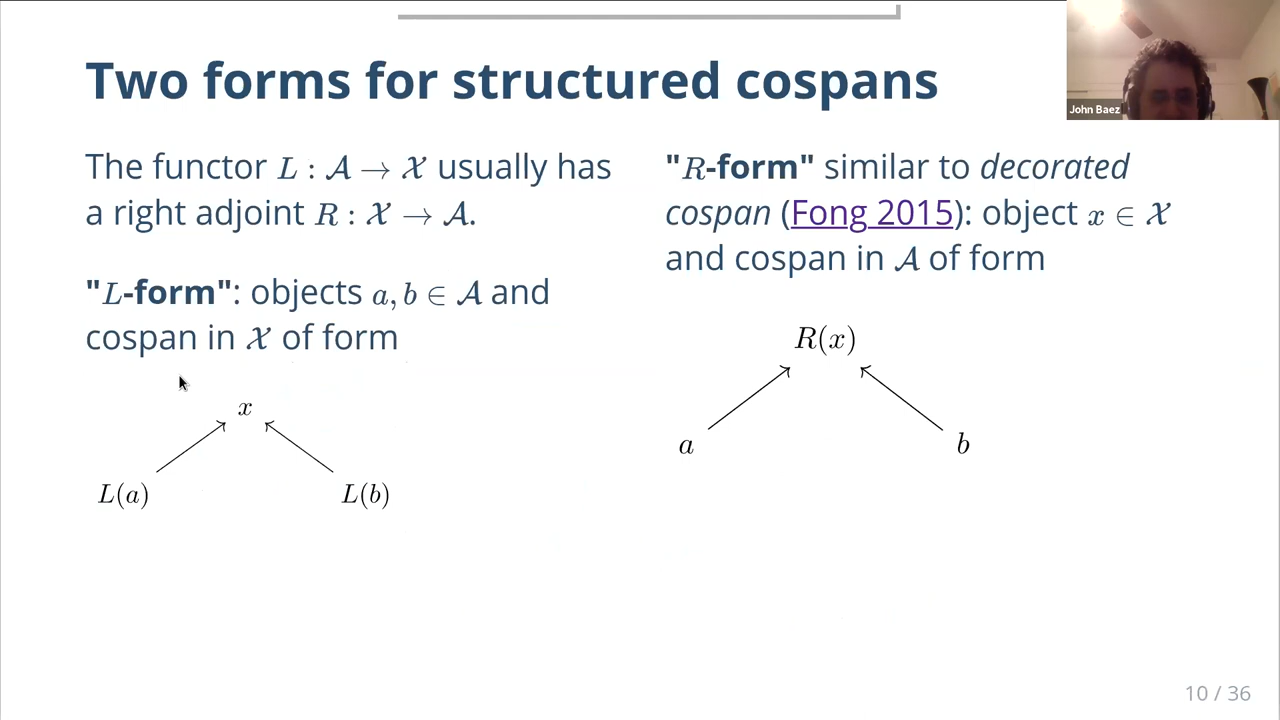 Two forms for structured cospans
John Baez
The functor L : 𝒜 → 𝒳 usually has
a right adjoint R : 𝒳 → 𝒜.
"L-form": objects a, b ∈ 𝒜 and
cospan in 𝒳 of form
x
L(a) L(b)
"R-form" similar to decorated
cospan (Fong 2015): object x ∈ 𝒳
and cospan in 𝒜 of form
R(x)
a b
10 / 36